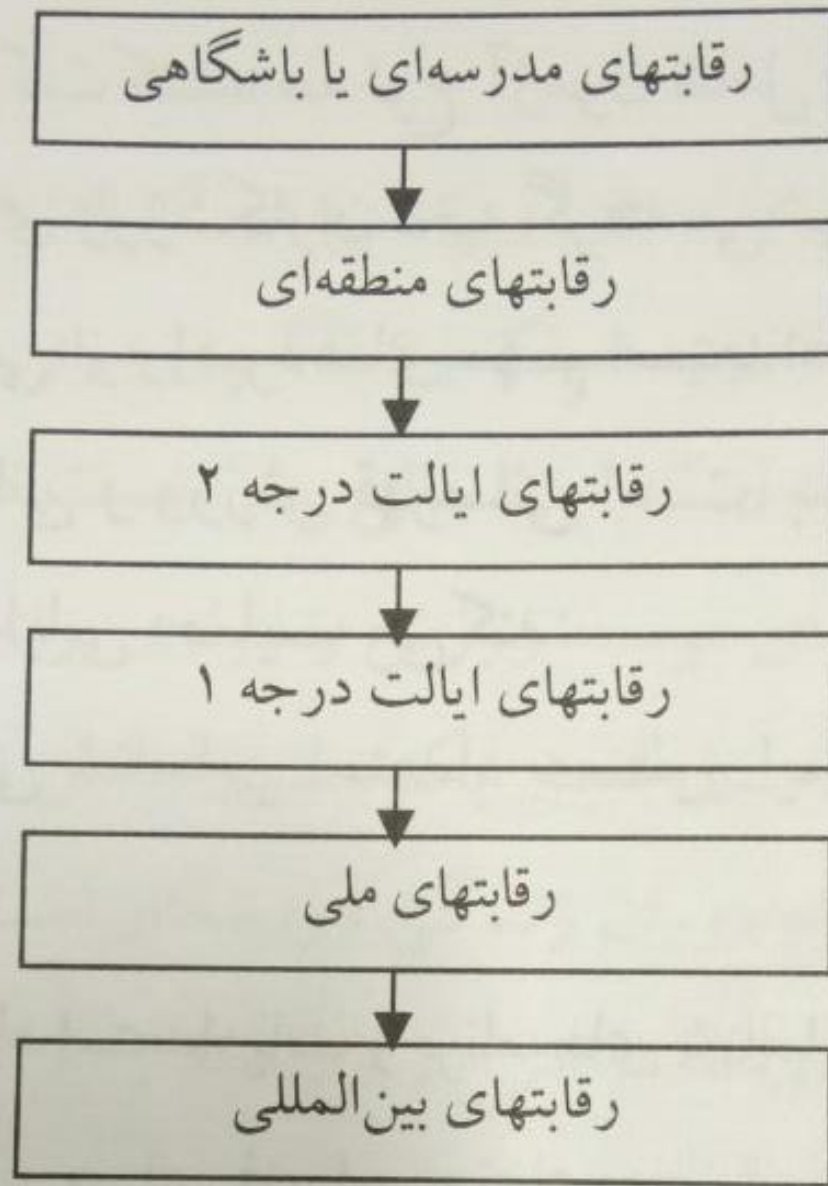 رقابتهای مدرسه‌ای یا باشگاهی
رقابتهای منطقه‌ای
رقابتهای ایالت درجه ۲
رقابتهای ایالت درجه ۱
رقابتهای ملی
رقابتهای بین‌المللی